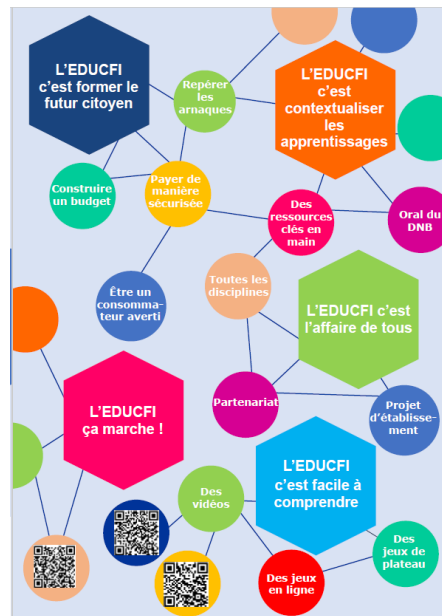 L'EDUCFI
c'est former le
futur citoyen
Repérer
les
arnaques
L'EDUCFI
c'est
contextualiser
les
apprentissages
Construire
un budget
Payer de
manière
sécurisée
Des
ressources
clés en
main
Oral du
DNB
Être un
consomma-
teur averti
Toutes les
disciplines
L'EDUCFI c'est
l'affaire de tous
L'EDUCFI
ça marche !
Partenariat
Projet
d'établisse-
ment
L'EDUCFI
c'est facile à
comprendre
Des
vidéos
Des jeux
en ligne
Des
jeux de
plateau